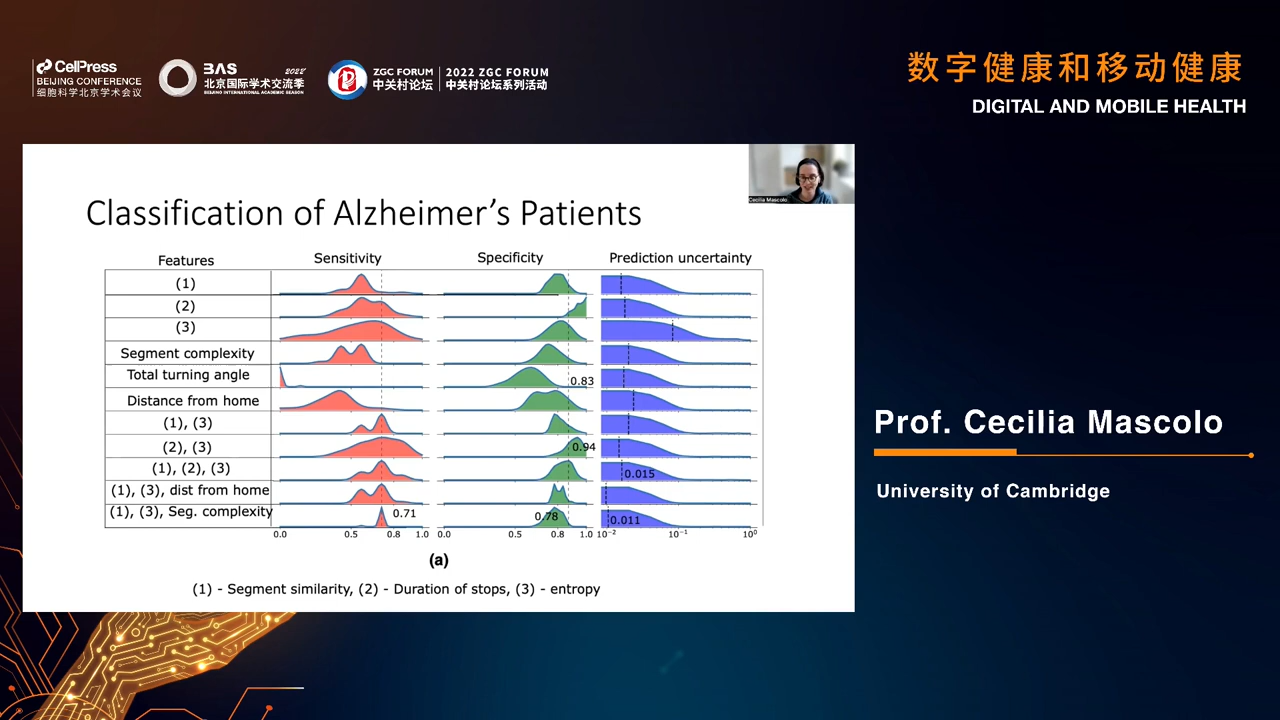 CellPress
BEIJING CONFERENCE
细胞科学北京学术会议
BAS 2022
北京国际学术交流季
BEIJING INTERNATIONAL ACADEMIC SEASON
ZGC FORUM
中关村论坛
2022 ZGC FORUM
中关村论坛系列活动
数字健康和移动健康
DIGITAL AND MOBILE HEALTH
Cecilia Mascolo
Classification of Alzheimer’s Patients
Features Sensitivity Specificity Prediction uncertainty
(1)
(2)
(3)
Segment complexity
Total turning angle 0.83
Distance from home
(1), (3)
(2), (3) 0.94
(1), (2), (3) 0.015
(1), (3), dist from home
(1), (3), Seg. complexity 0.71 0.78 0.011
0.0 0.5 0.8 1.0 0.0 0.5 0.8 1.0 10⁻² 10⁻¹ 10⁰
(a)
(1) - Segment similarity, (2) - Duration of stops, (3) - entropy
Prof. Cecilia Mascolo
University of Cambridge